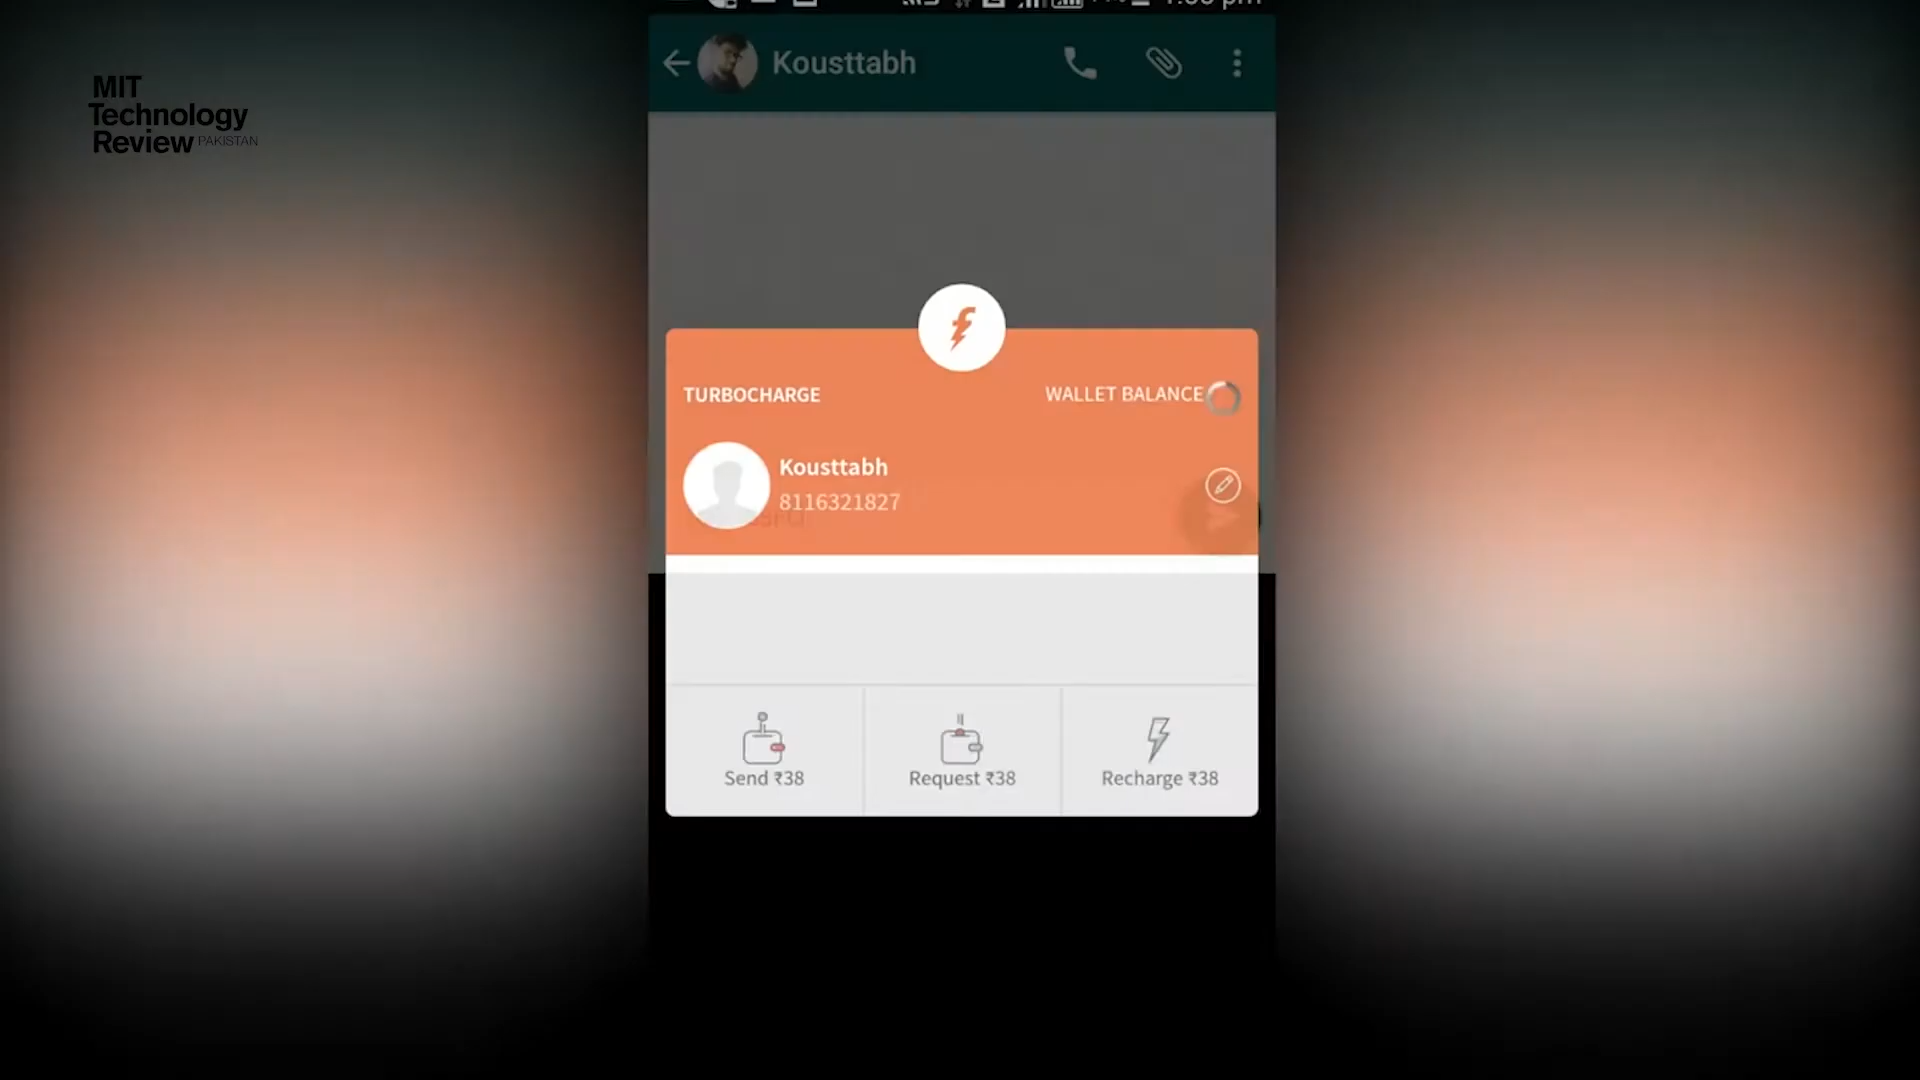 MIT
Technology
Review PAKISTAN
Kousttabh
TURBOCHARGE
WALLET BALANCE
Kousttabh
8116321827
Send ₹38
Request ₹38
Recharge ₹38